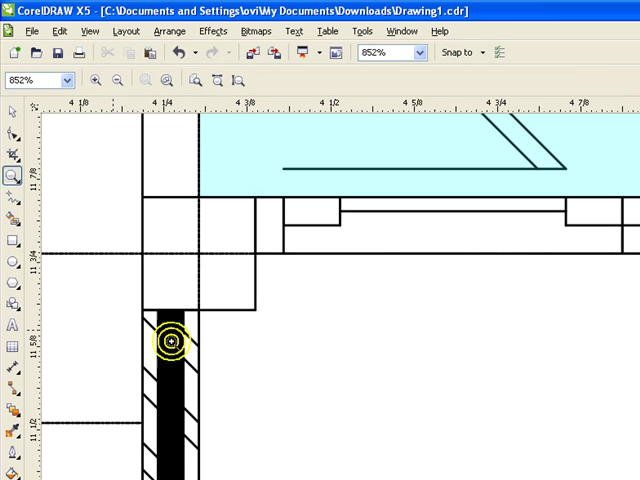 CorelDRAW X5 - [C:\Documents and Settings\ovi\My Documents\Downloads\Drawing1.cdr]
File Edit View Layout Arrange Effects Bitmaps Text Table Tools Window Help
852% Snap to
852%
4 1/8 4 1/4 4 3/8 4 1/2 4 5/8 4 3/4 4 7/8
11 7/8
11 3/4
11 5/8
11 1/2